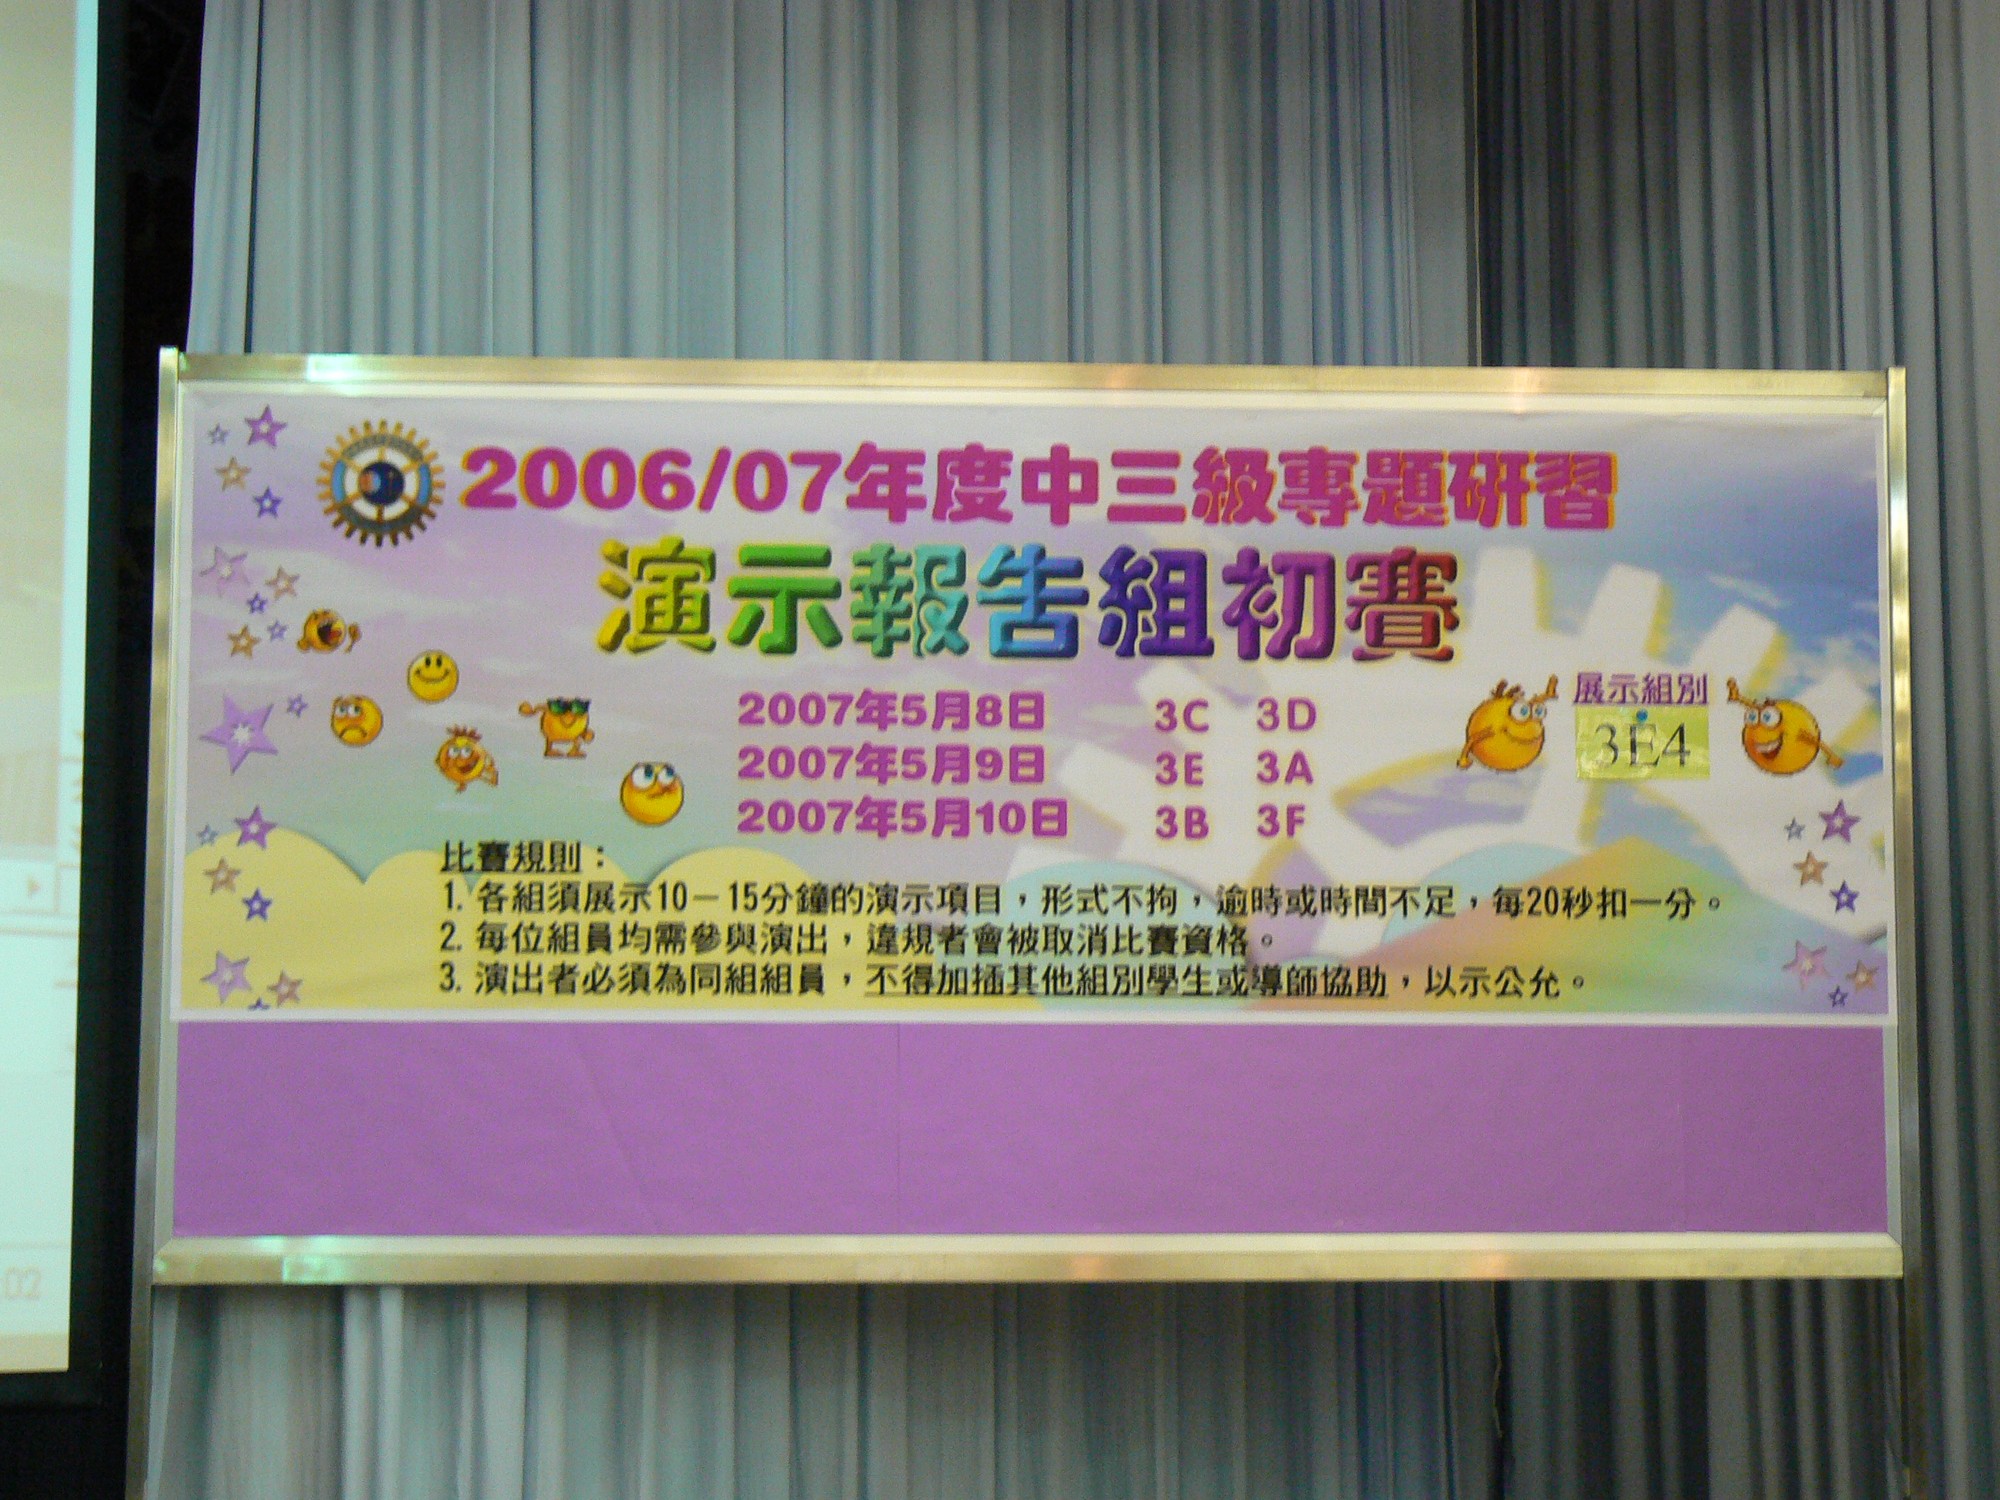 2006/07年度中三級專題研習
演示報告組初賽
2007年5月8日 3C 3D
2007年5月9日 3E 3A
2007年5月10日 3B 3F
展示組別
3E4
比賽規則：
1. 各組須展示10－15分鐘的演示項目，形式不拘，逾時或時間不足，每20秒扣一分。
2. 每位組員均需參與演出，違規者會被取消比賽資格。
3. 演出者必須為同組組員，不得加插其他組別學生或導師協助，以示公允。
02